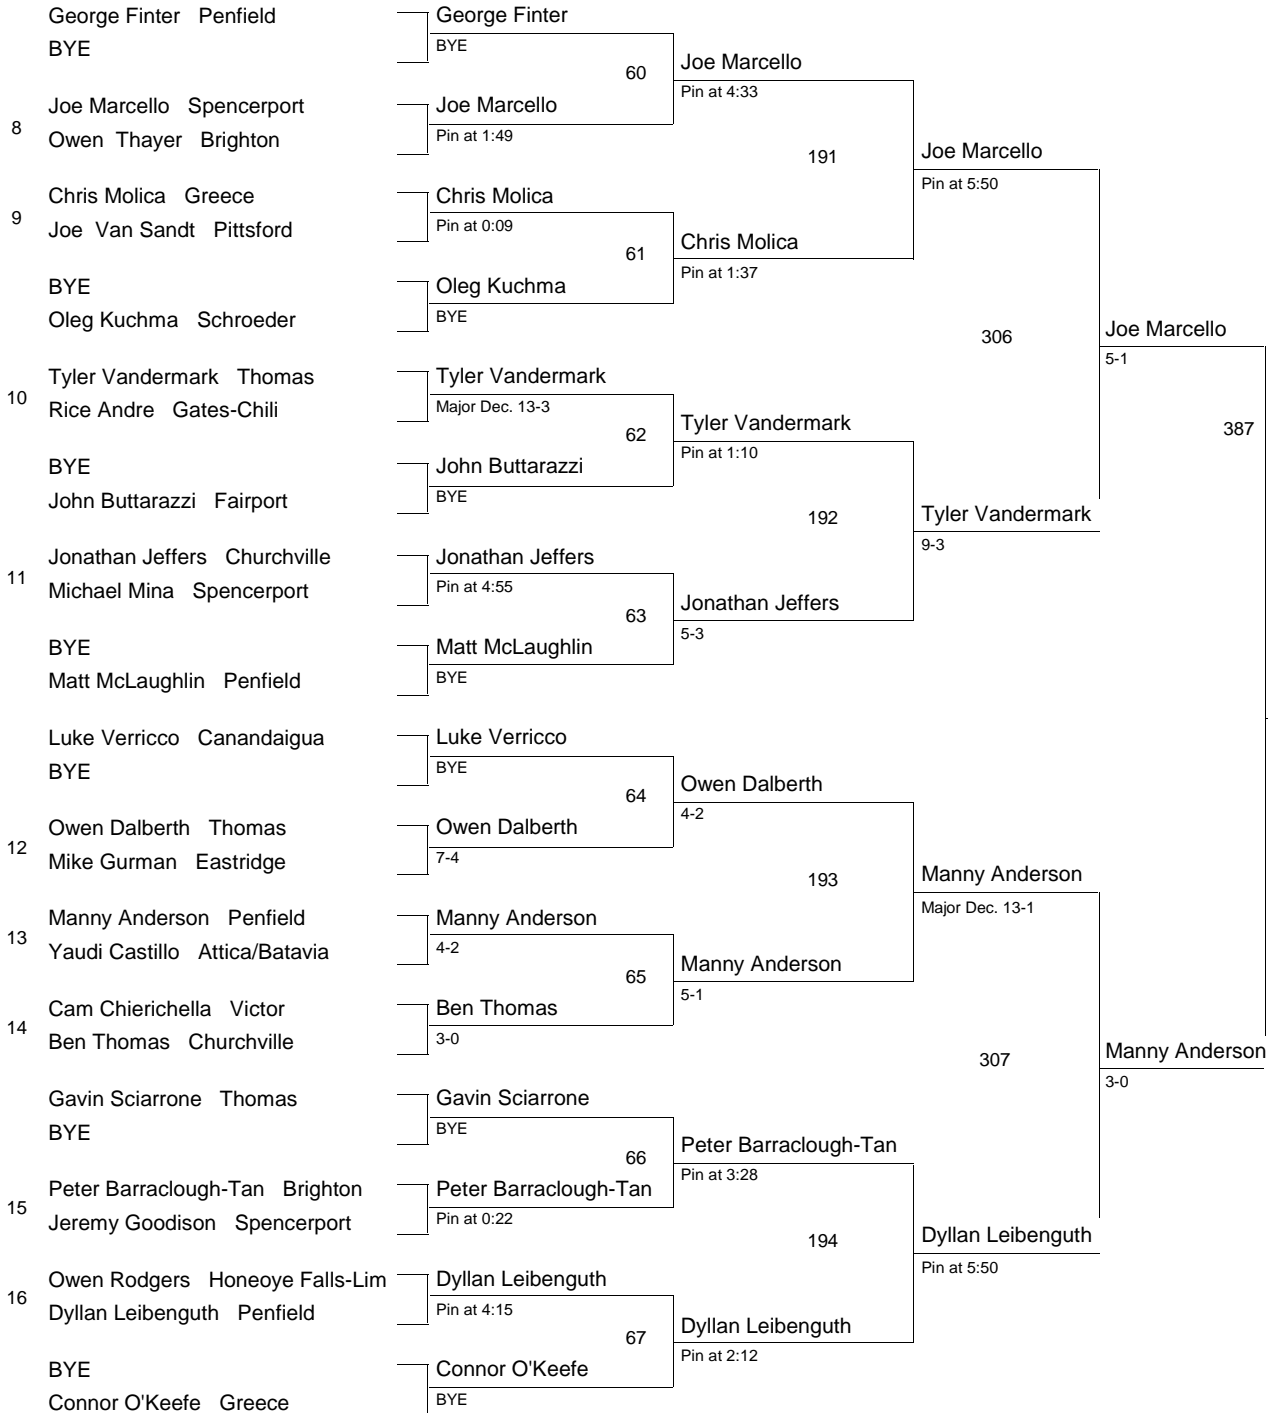 George Finter   Penfield
BYE
8
Joe Marcello   Spencerport
Owen  Thayer   Brighton
9
Chris Molica   Greece
Joe  Van Sandt   Pittsford
BYE
Oleg Kuchma   Schroeder
10
Tyler Vandermark   Thomas
Rice Andre   Gates-Chili
BYE
John Buttarazzi   Fairport
11
Jonathan Jeffers   Churchville
Michael Mina   Spencerport
BYE
Matt McLaughlin   Penfield
Luke Verricco   Canandaigua
BYE
12
Owen Dalberth   Thomas
Mike Gurman   Eastridge
13
Manny Anderson   Penfield
Yaudi Castillo   Attica/Batavia
14
Cam Chierichella   Victor
Ben Thomas   Churchville
Gavin Sciarrone   Thomas
BYE
15
Peter Barraclough-Tan   Brighton
Jeremy Goodison   Spencerport
16
Owen Rodgers   Honeoye Falls-Lim
Dyllan Leibenguth   Penfield
BYE
Connor O'Keefe   Greece
George Finter
BYE
60
Joe Marcello
Pin at 1:49
Chris Molica
Pin at 0:09
61
Oleg Kuchma
BYE
Tyler Vandermark
Major Dec. 13-3
62
John Buttarazzi
BYE
Jonathan Jeffers
Pin at 4:55
63
Matt McLaughlin
BYE
Luke Verricco
BYE
64
Owen Dalberth
7-4
Manny Anderson
4-2
65
Ben Thomas
3-0
Gavin Sciarrone
BYE
66
Peter Barraclough-Tan
Pin at 0:22
Dyllan Leibenguth
Pin at 4:15
67
Connor O'Keefe
BYE
Joe Marcello
Pin at 4:33
191
Chris Molica
Pin at 1:37
Tyler Vandermark
Pin at 1:10
192
Jonathan Jeffers
5-3
Owen Dalberth
4-2
193
Manny Anderson
5-1
Peter Barraclough-Tan
Pin at 3:28
194
Dyllan Leibenguth
Pin at 2:12
Joe Marcello
Pin at 5:50
306
Tyler Vandermark
9-3
Manny Anderson
Major Dec. 13-1
307
Dyllan Leibenguth
Pin at 5:50
Joe Marcello
5-1
387
Manny Anderson
3-0